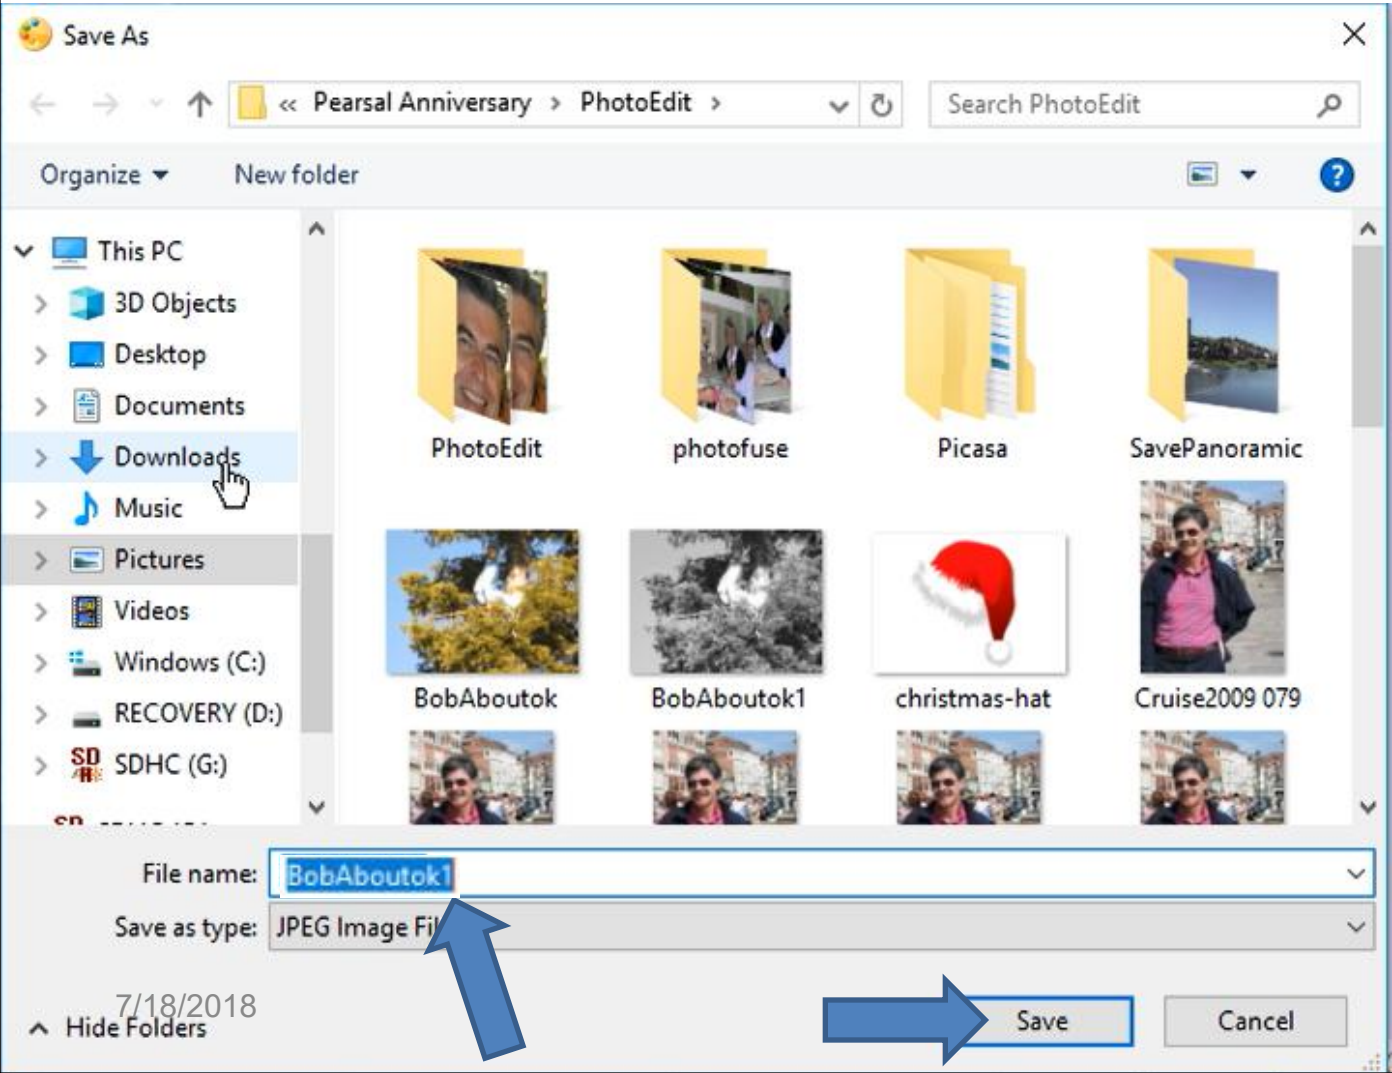 Save As
« Pearsal Anniversary > PhotoEdit >
Search PhotoEdit
Organize
New folder
This PC
3D Objects
Desktop
Documents
Downloads
Music
Pictures
Videos
Windows (C:)
RECOVERY (D:)
SDHC (G:)
PhotoEdit
photofuse
Picasa
SavePanoramic
BobAboutok
BobAboutok1
christmas-hat
Cruise2009 079
File name: BobAboutok1
Save as type: JPEG Image
7/18/2018
Hide Folders
Save
Cancel